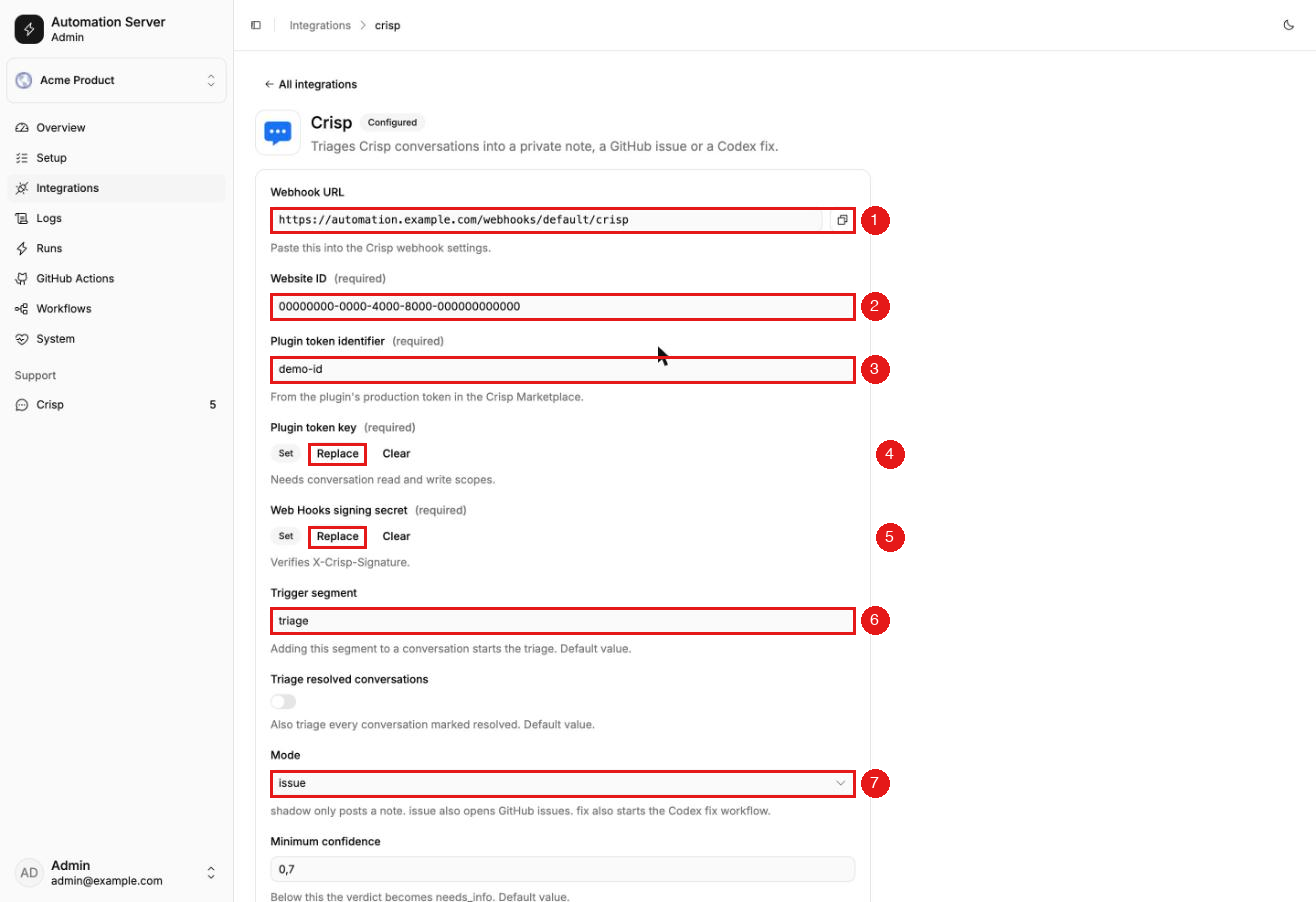 Automation Server
Admin
Acme Product
Overview
Setup
Integrations
Logs
Runs
GitHub Actions
Workflows
System
Support
Crisp 5
AD
Admin
admin@example.com
Integrations > crisp
← All integrations
Crisp Configured
Triages Crisp conversations into a private note, a GitHub issue or a Codex fix.
Webhook URL
https://automation.example.com/webhooks/default/crisp 1
Paste this into the Crisp webhook settings.
Website ID (required)
00000000-0000-4000-8000-000000000000 2
Plugin token identifier (required)
demo-id 3
From the plugin's production token in the Crisp Marketplace.
Plugin token key (required)
Set Replace Clear 4
Needs conversation read and write scopes.
Web Hooks signing secret (required)
Set Replace Clear 5
Verifies X-Crisp-Signature.
Trigger segment
triage 6
Adding this segment to a conversation starts the triage. Default value.
Triage resolved conversations
Also triage every conversation marked resolved. Default value.
Mode
issue 7
shadow only posts a note. issue also opens GitHub issues. fix also starts the Codex fix workflow.
Minimum confidence
0,7
Below this the verdict becomes needs_info. Default value.